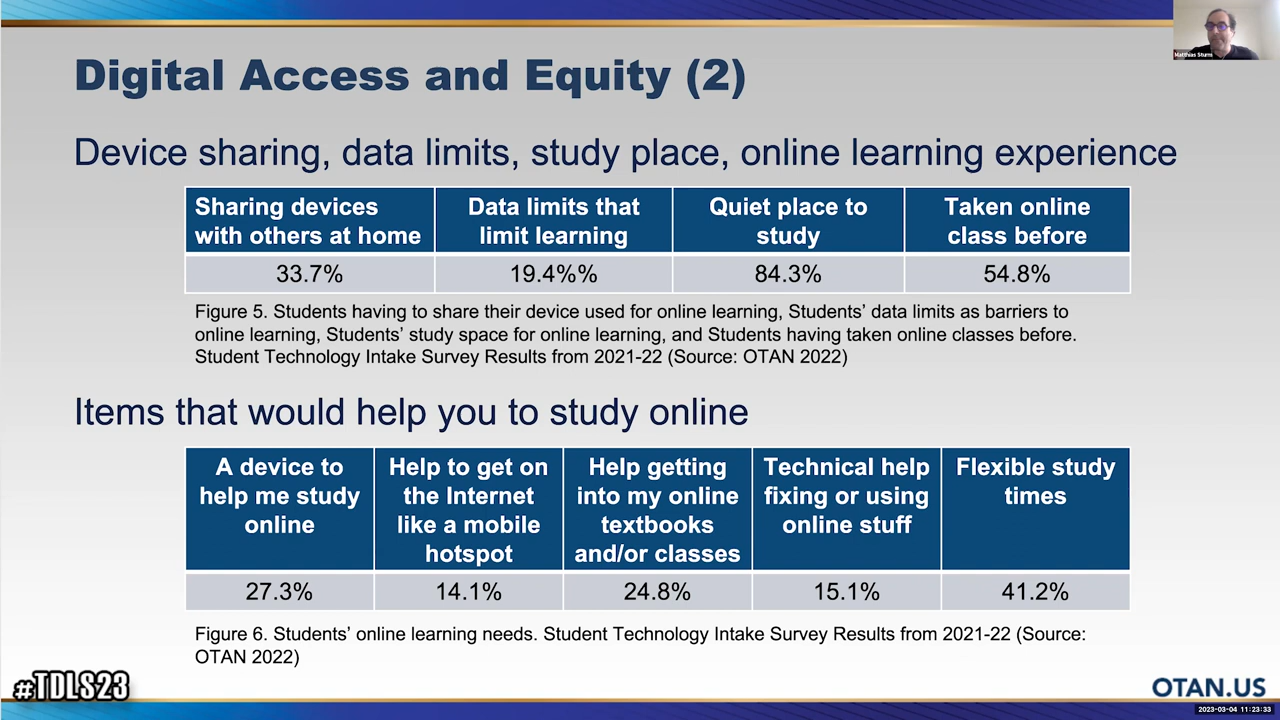 Matthias Sturm
Digital Access and Equity (2)
Device sharing, data limits, study place, online learning experience
Sharing devices
with others at home
Data limits that
limit learning
Quiet place to
study
Taken online
class before
33.7%
19.4%%
84.3%
54.8%
Figure 5. Students having to share their device used for online learning, Students’ data limits as barriers to
online learning, Students’ study space for online learning, and Students having taken online classes before.
Student Technology Intake Survey Results from 2021-22 (Source: OTAN 2022)
Items that would help you to study online
A device to
help me study
online
Help to get on
the Internet
like a mobile
hotspot
Help getting
into my online
textbooks
and/or classes
Technical help
fixing or using
online stuff
Flexible study
times
27.3%
14.1%
24.8%
15.1%
41.2%
Figure 6. Students’ online learning needs. Student Technology Intake Survey Results from 2021-22 (Source:
OTAN 2022)
#TDLS23
OTAN.US
2023-03-04 11:23:33